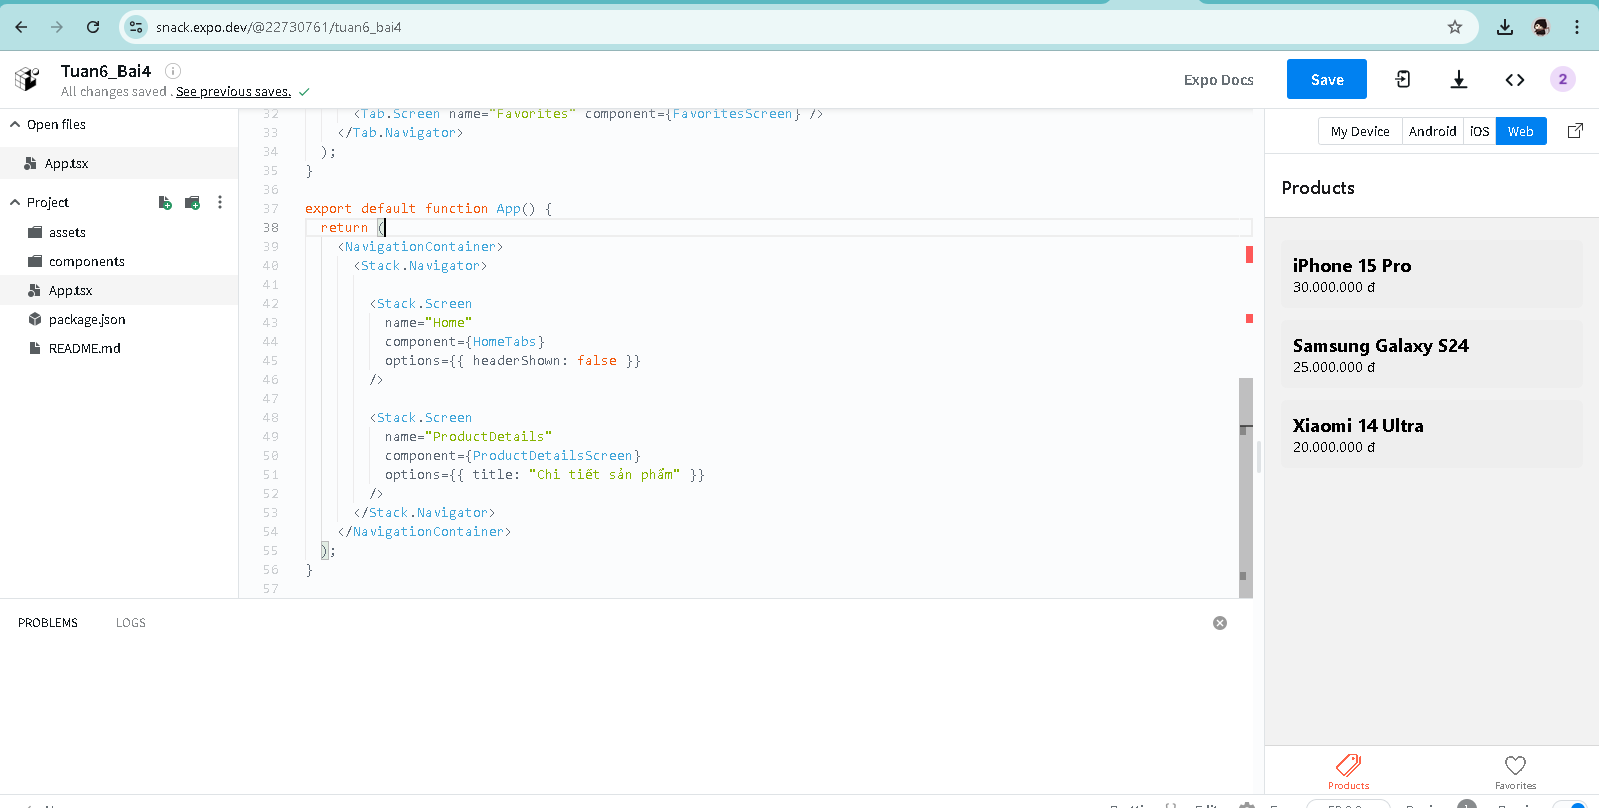 snack.expo.dev/@22730761/tuan6_bai4
Tuan6_Bai4
All changes saved. See previous saves.
Expo Docs
Save
2
Open files
App.tsx
Project
assets
components
App.tsx
package.json
README.md
32 <Tab.Screen name="Favorites" component={FavoritesScreen} />
33 </Tab.Navigator>
34 );
35 }
36
37 export default function App() {
38 return (
39 <NavigationContainer>
40 <Stack.Navigator>
41
42 <Stack.Screen
43 name="Home"
44 component={HomeTabs}
45 options={{ headerShown: false }}
46 />
47
48 <Stack.Screen
49 name="ProductDetails"
50 component={ProductDetailsScreen}
51 options={{ title: "Chi tiết sản phẩm" }}
52 />
53 </Stack.Navigator>
54 </NavigationContainer>
55 );
56 }
57
PROBLEMS
LOGS
My Device
Android
iOS
Web
Products
iPhone 15 Pro
30.000.000 đ
Samsung Galaxy S24
25.000.000 đ
Xiaomi 14 Ultra
20.000.000 đ
Products
Favorites